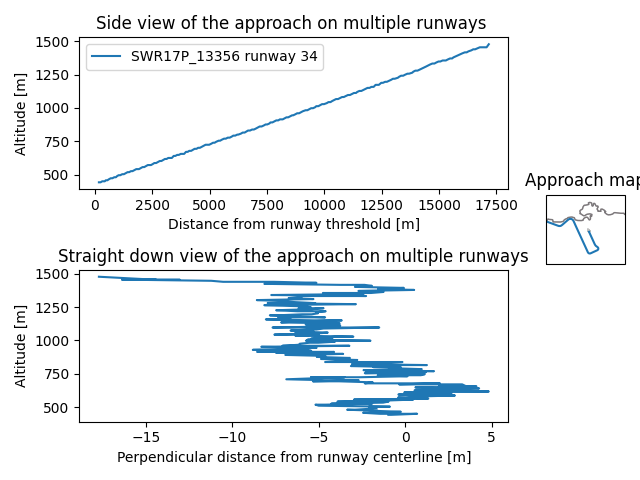 Side view of the approach on multiple runways
1500
1250
1000
750
500
Altitude [m]
SWR17P_13356 runway 34
0
2500
5000
7500
10000
12500
15000
17500
Distance from runway threshold [m]
Approach map
Straight down view of the approach on multiple runways
1500
1250
1000
750
500
Altitude [m]
−15
−10
−5
0
5
Perpendicular distance from runway centerline [m]